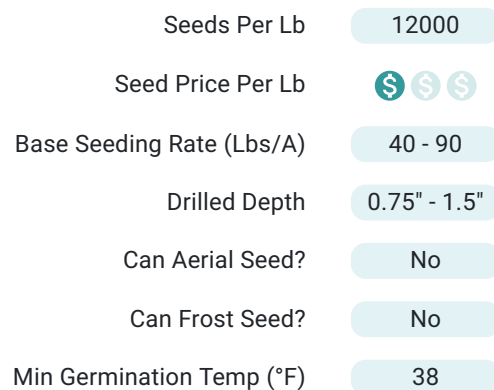 Seeds Per Lb 12000
Seed Price Per Lb $ $ $
Base Seeding Rate (Lbs/A) 40 - 90
Drilled Depth 0.75" - 1.5"
Can Aerial Seed? No
Can Frost Seed? No
Min Germination Temp (°F) 38